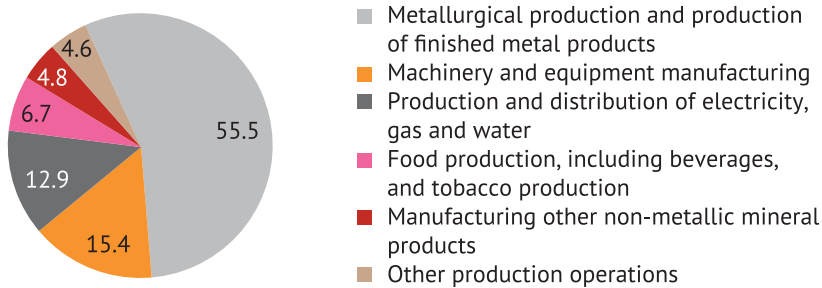 4.6
4.8
6.7
12.9
15.4
55.5
Metallurgical production and production
of finished metal products
Machinery and equipment manufacturing
Production and distribution of electricity,
gas and water
Food production, including beverages,
and tobacco production
Manufacturing other non-metallic mineral
products
Other production operations